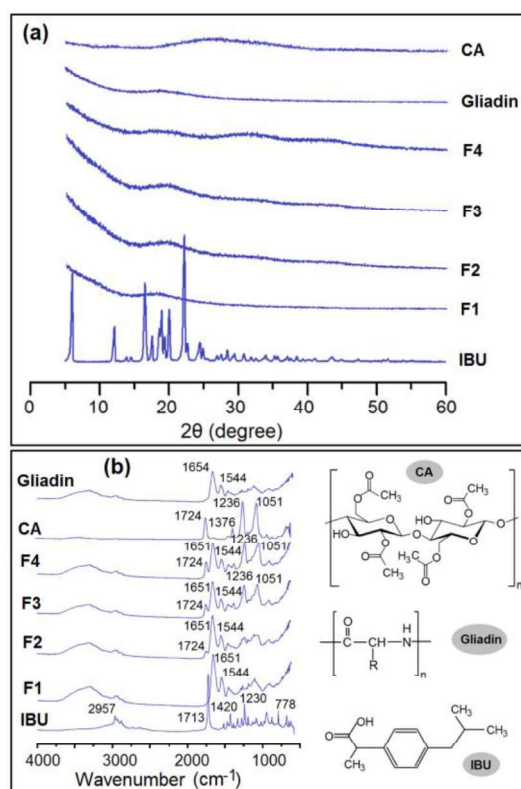 (a)
CA
Gliadin
F4
F3
F2
F1
IBU
0 10 20 30 40 50 60
2θ (degree)
(b)
Gliadin
1654
1544
CA
1724
1376
1236
1051
F4
1724
1651
1544
1236
1051
F3
1724
1651
1544
1236
1051
F2
1724
1651
1544
F1
1651
1544
IBU
2957
1713
1420
1230
778
4000 3000 2000 1000
Wavenumber (cm-1)
CA
O
CH3
O
O
HO
O
O
CH3
O
O
CH3
O
HO
O
O
O
CH3
O
n
Gliadin
O
C
CH
R
H
N
n
OH
O
CH3
CH3
CH3
IBU